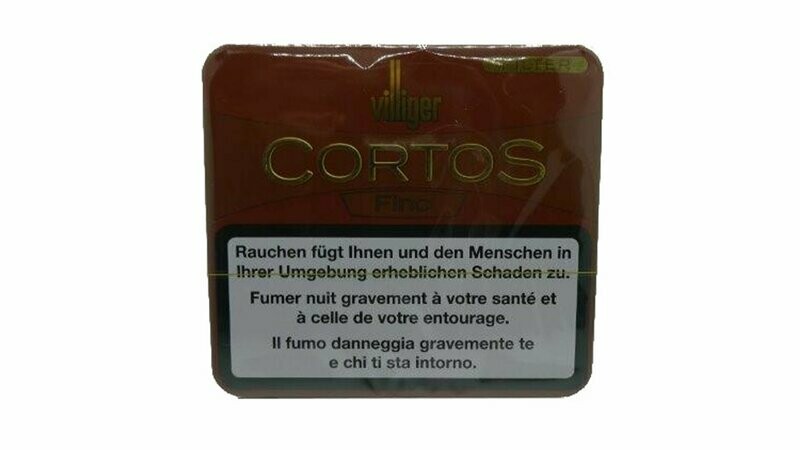 FILTER
villiger
CORTOS
Fino
Rauchen fügt Ihnen und den Menschen in
Ihrer Umgebung erheblichen Schaden zu.
Fumer nuit gravement à votre santé et
à celle de votre entourage.
Il fumo danneggia gravemente te
e chi ti sta intorno.